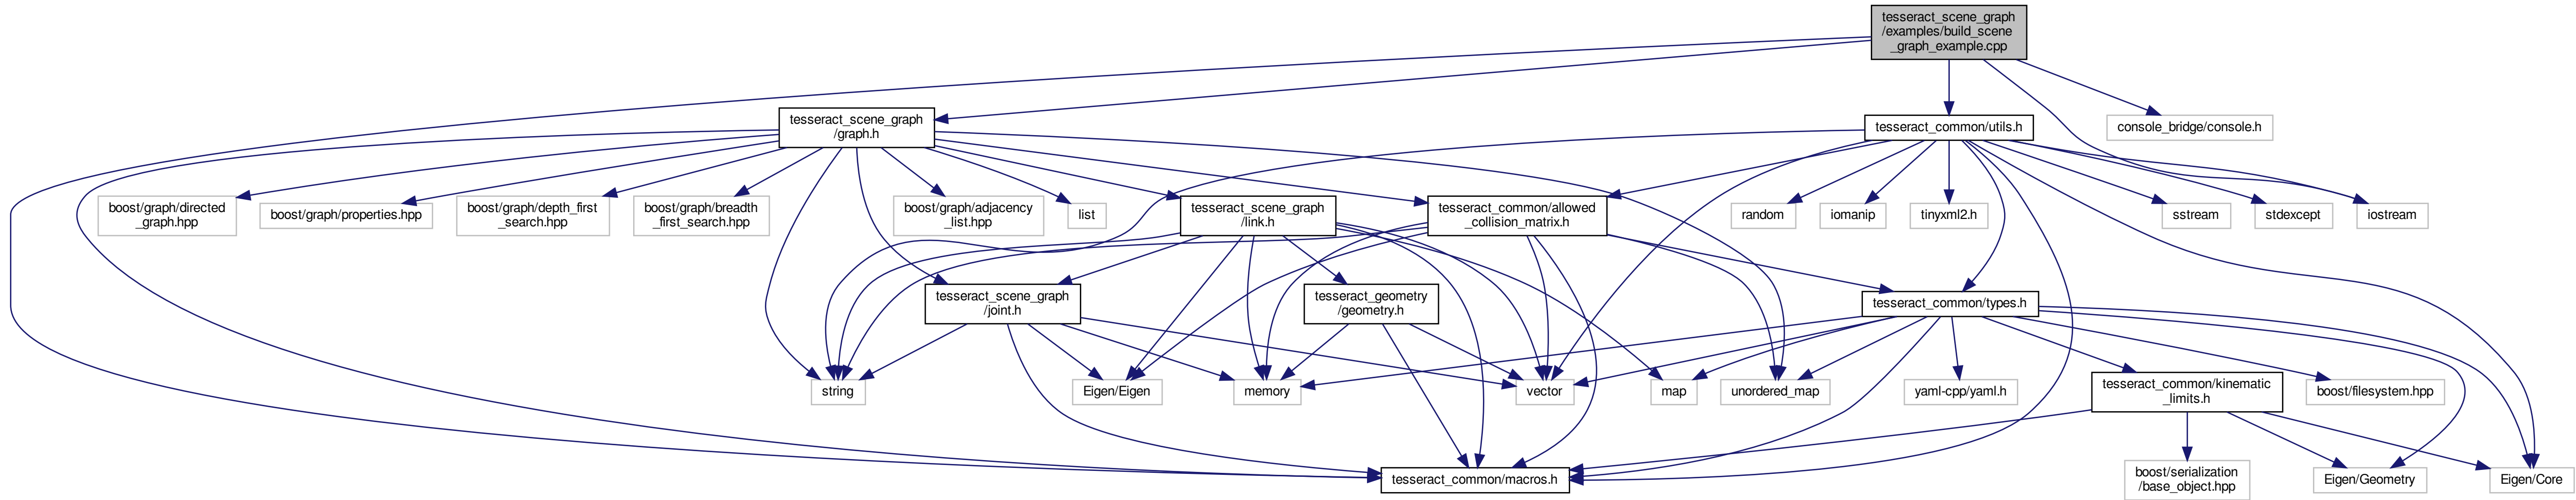 tesseract_scene_graph
/examples/build_scene
_graph_example.cpp
tesseract_scene_graph
/graph.h
tesseract_common/utils.h
console_bridge/console.h
boost/graph/directed
_graph.hpp
boost/graph/properties.hpp
boost/graph/depth_first
_search.hpp
boost/graph/breadth
_first_search.hpp
boost/graph/adjacency
_list.hpp
list
tesseract_scene_graph
/link.h
tesseract_common/allowed
_collision_matrix.h
random
iomanip
tinyxml2.h
sstream
stdexcept
iostream
tesseract_scene_graph
/joint.h
tesseract_geometry
/geometry.h
tesseract_common/types.h
string
Eigen/Eigen
memory
vector
map
unordered_map
yaml-cpp/yaml.h
tesseract_common/kinematic
_limits.h
boost/filesystem.hpp
tesseract_common/macros.h
boost/serialization
/base_object.hpp
Eigen/Geometry
Eigen/Core